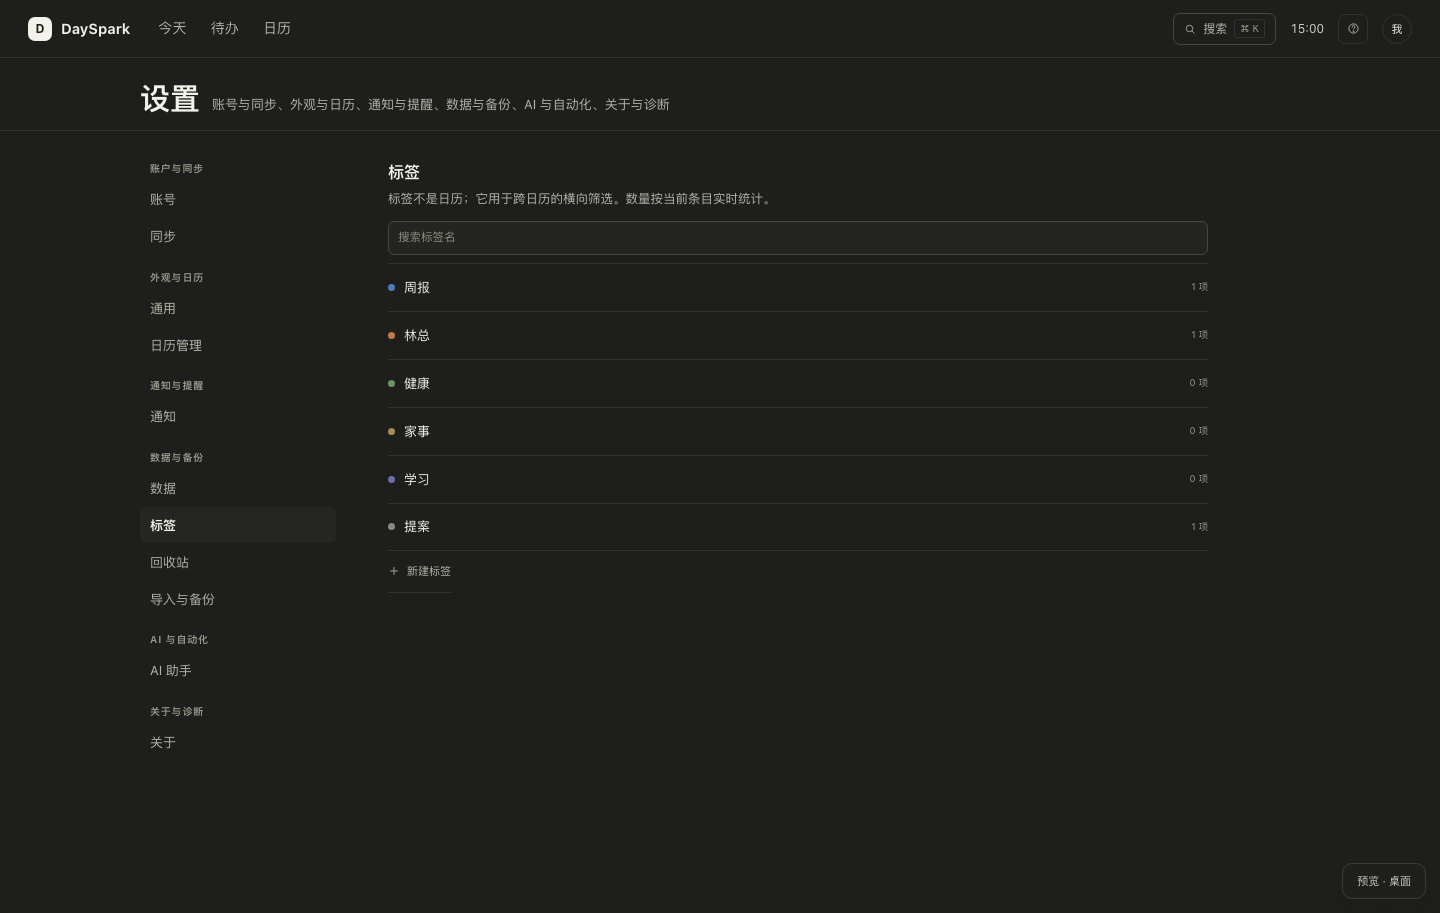 D DaySpark 今天 待办 日历 搜索 ⌘ K 15:00 我
设置 账号与同步、外观与日历、通知与提醒、数据与备份、AI 与自动化、关于与诊断
账户与同步
账号
同步
外观与日历
通用
日历管理
通知与提醒
通知
数据与备份
数据
标签
回收站
导入与备份
AI 与自动化
AI 助手
关于与诊断
关于
标签
标签不是日历；它用于跨日历的横向筛选。数量按当前条目实时统计。
搜索标签名
周报 1 项
林总 1 项
健康 0 项
家事 0 项
学习 0 项
提案 1 项
+ 新建标签
预览 · 桌面